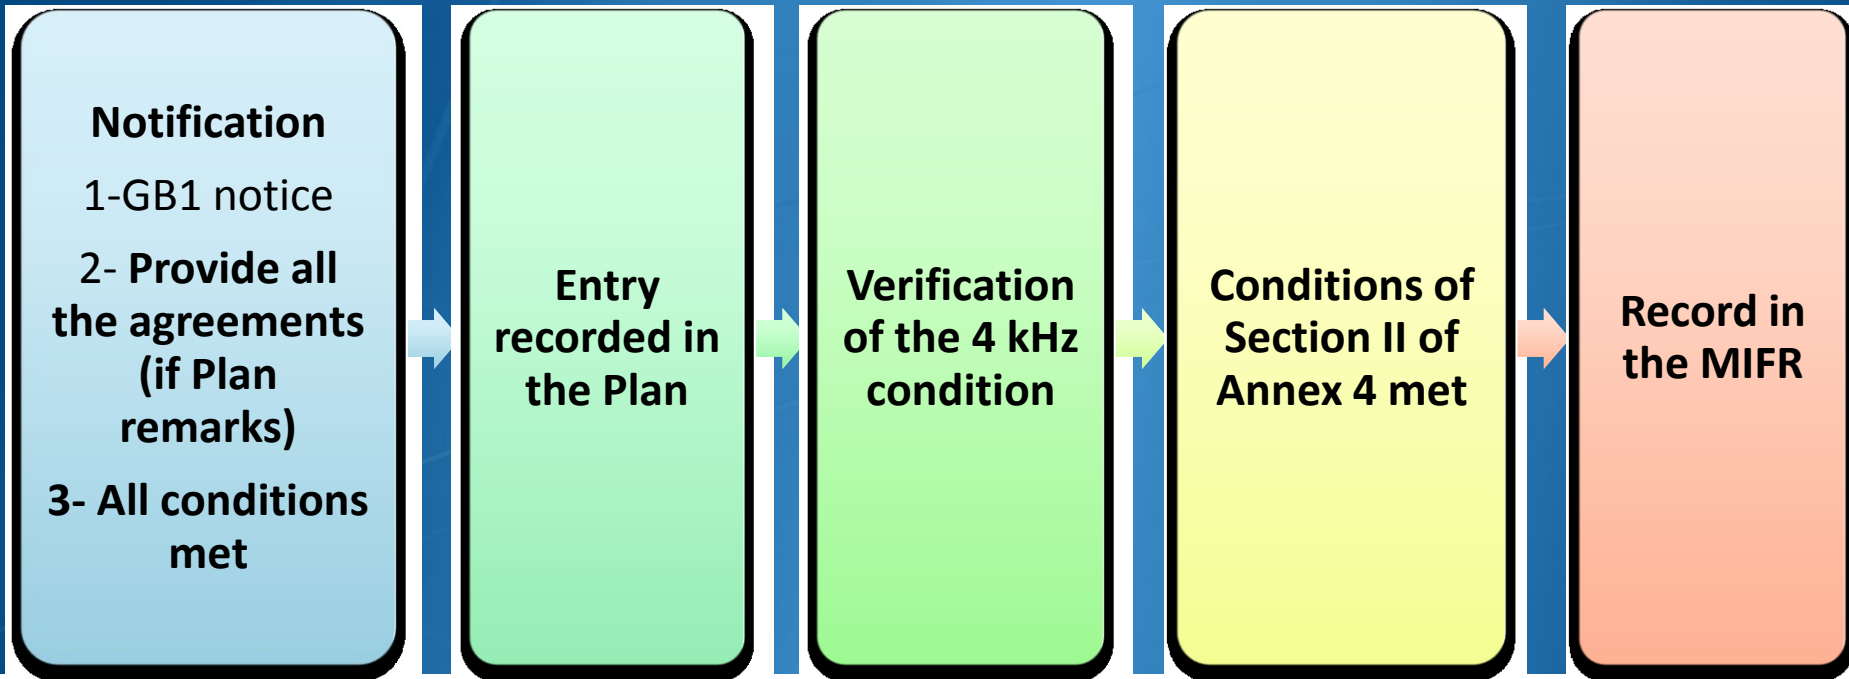 Notification
1-GB1 notice
2- Provide all
the agreements
(if Plan
remarks)
3- All conditions
met
Entry
recorded in
the Plan
Verification
of the 4 kHz
condition
Conditions of
Section II of
Annex 4 met
Record in
the MIFR